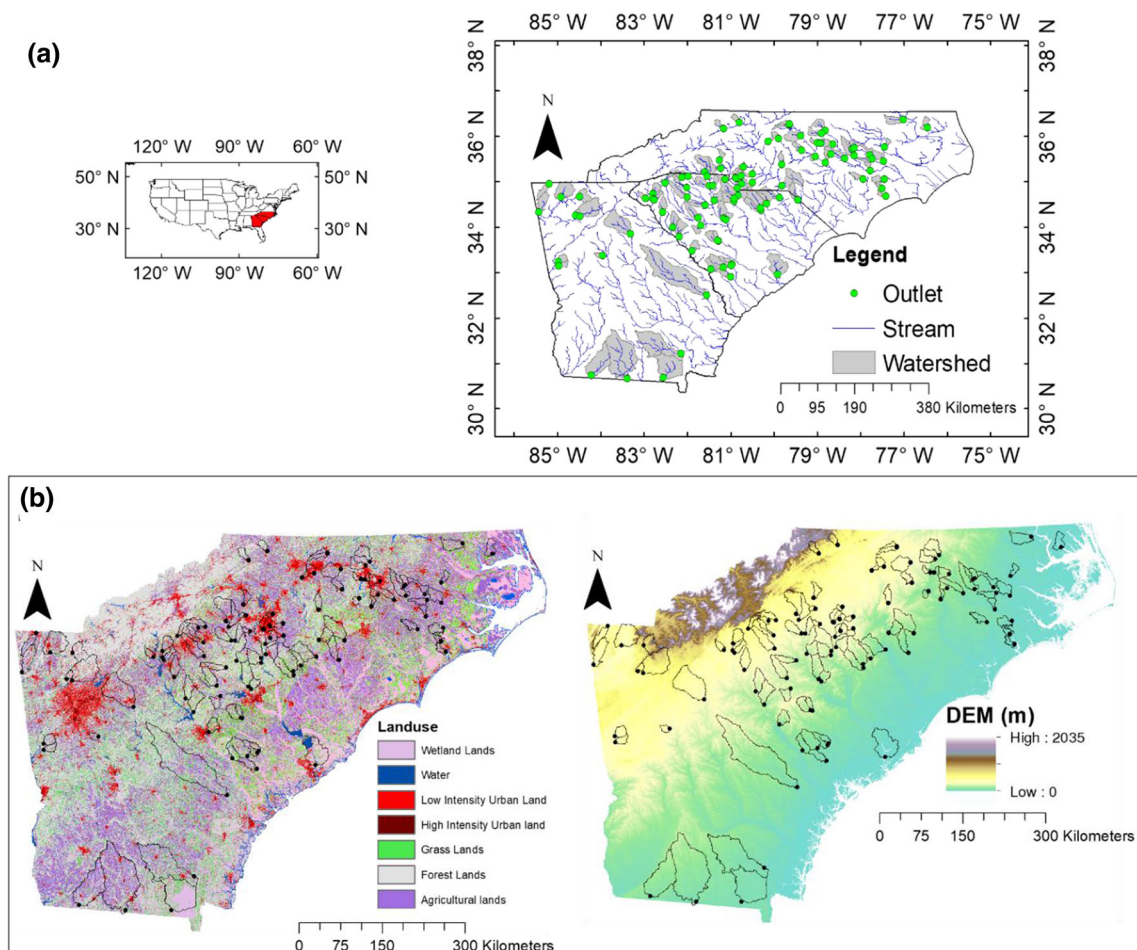 (a)
120° W 90° W 60° W
50° N 50° N
30° N 30° N
120° W 90° W 60° W
85° W 83° W 81° W 79° W 77° W 75° W
38° N 38° N
36° N 36° N
34° N 34° N
32° N 32° N
30° N 30° N
N
Legend
Outlet
Stream
Watershed
0 95 190 380 Kilometers
85° W 83° W 81° W 79° W 77° W 75° W
(b)
N
Landuse
Wetland Lands
Water
Low Intensity Urban Land
High Intensity Urban land
Grass Lands
Forest Lands
Agricultural lands
0 75 150 300 Kilometers
N
DEM (m)
High : 2035
Low : 0
0 75 150 300 Kilometers